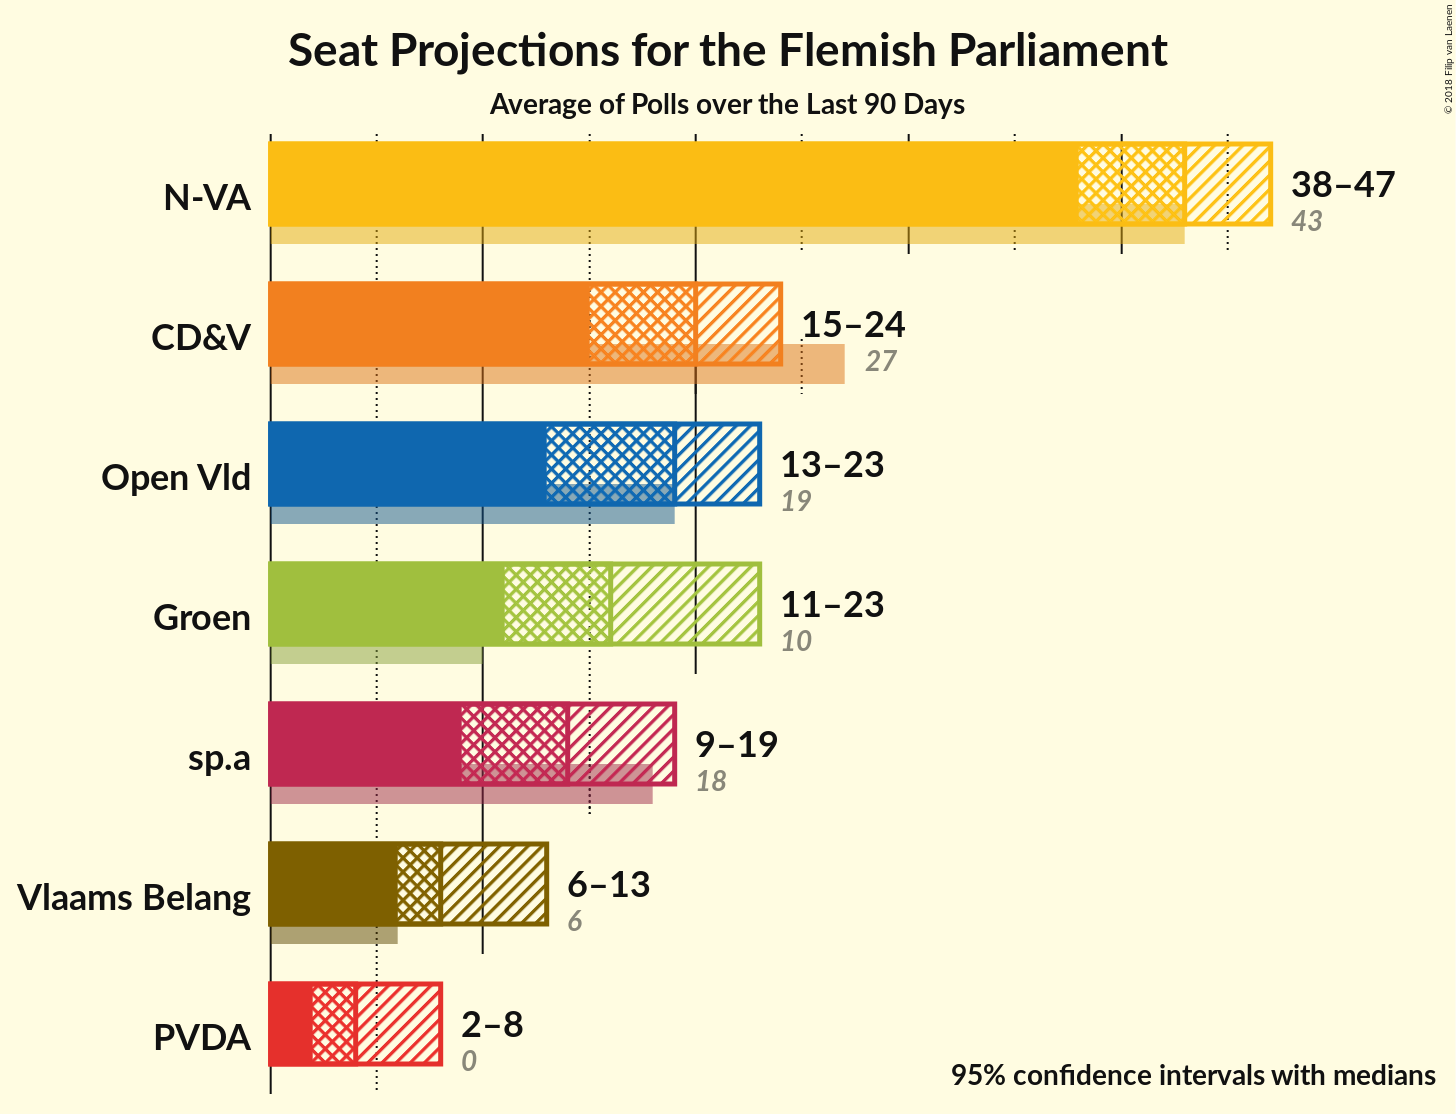 Seat Projections for the Flemish Parliament
Average of Polls over the Last 90 Days
© 2018 Filip van Laenen
N-VA
38–47
43
CD&V
15–24
27
Open Vld
13–23
19
Groen
11–23
10
sp.a
9–19
18
Vlaams Belang
6–13
6
PVDA
2–8
0
95% confidence intervals with medians